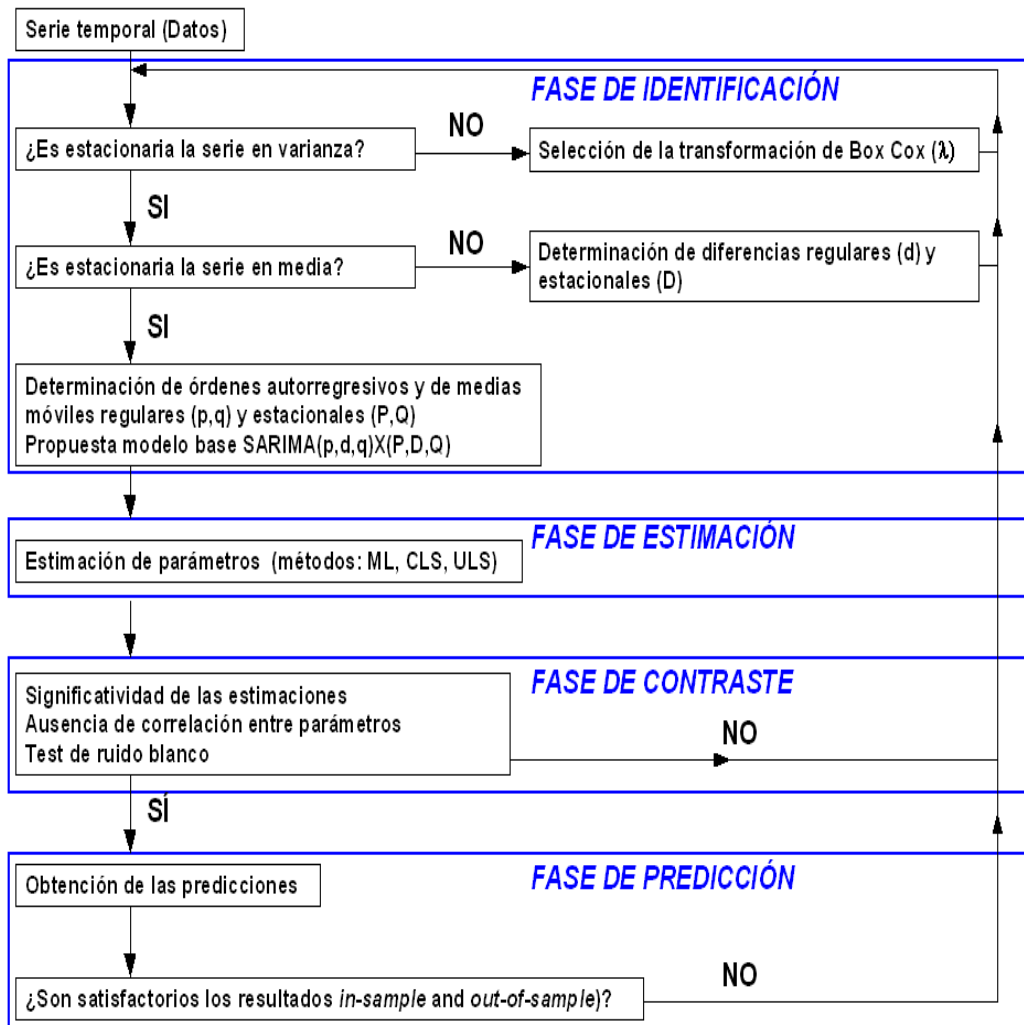 Serie temporal (Datos)
FASE DE IDENTIFICACIÓN
¿Es estacionaria la serie en varianza?
NO
Selección de la transformación de Box Cox (λ)
SI
¿Es estacionaria la serie en media?
NO
Determinación de diferencias regulares (d) y
estacionales (D)
SI
Determinación de órdenes autorregresivos y de medias
móviles regulares (p,q) y estacionales (P,Q)
Propuesta modelo base SARIMA(p,d,q)X(P,D,Q)
FASE DE ESTIMACIÓN
Estimación de parámetros (métodos: ML, CLS, ULS)
FASE DE CONTRASTE
Significatividad de las estimaciones
Ausencia de correlación entre parámetros
Test de ruido blanco
NO
SÍ
FASE DE PREDICCIÓN
Obtención de las predicciones
¿Son satisfactorios los resultados in-sample and out-of-sample)?
NO